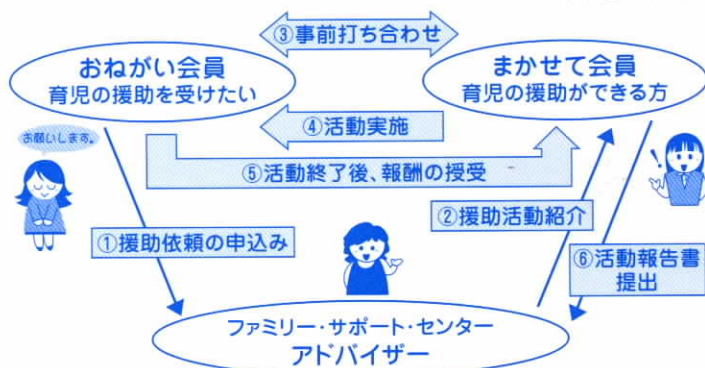 ③事前打ち合わせ
おねがい会員
育児の援助を受けたい
まかせて会員
育児の援助ができる方
お願いします。
④活動実施
!
⑤活動終了後、報酬の授受
①援助依頼の申込み
②援助活動紹介
⑥活動報告書
提出
ファミリー・サポート・センター
アドバイザー